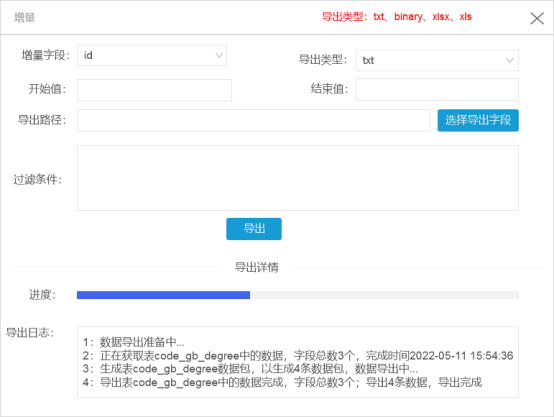 增量
导出类型：txt、binary、xlsx、xls
增量字段： id 导出类型： txt
开始值： 结束值：
导出路径： 选择导出字段
过滤条件：
导出
导出详情
进度：
导出日志：
1：数据导出准备中...
2：正在获取表code_gb_degree中的数据，字段总数3个，完成时间2022-05-11 15:54:36
3：生成表code_gb_degree数据包，以生成4条数据包，数据导出中...
4：导出表code_gb_degree中的数据完成，字段总数3个；导出4条数据，导出完成